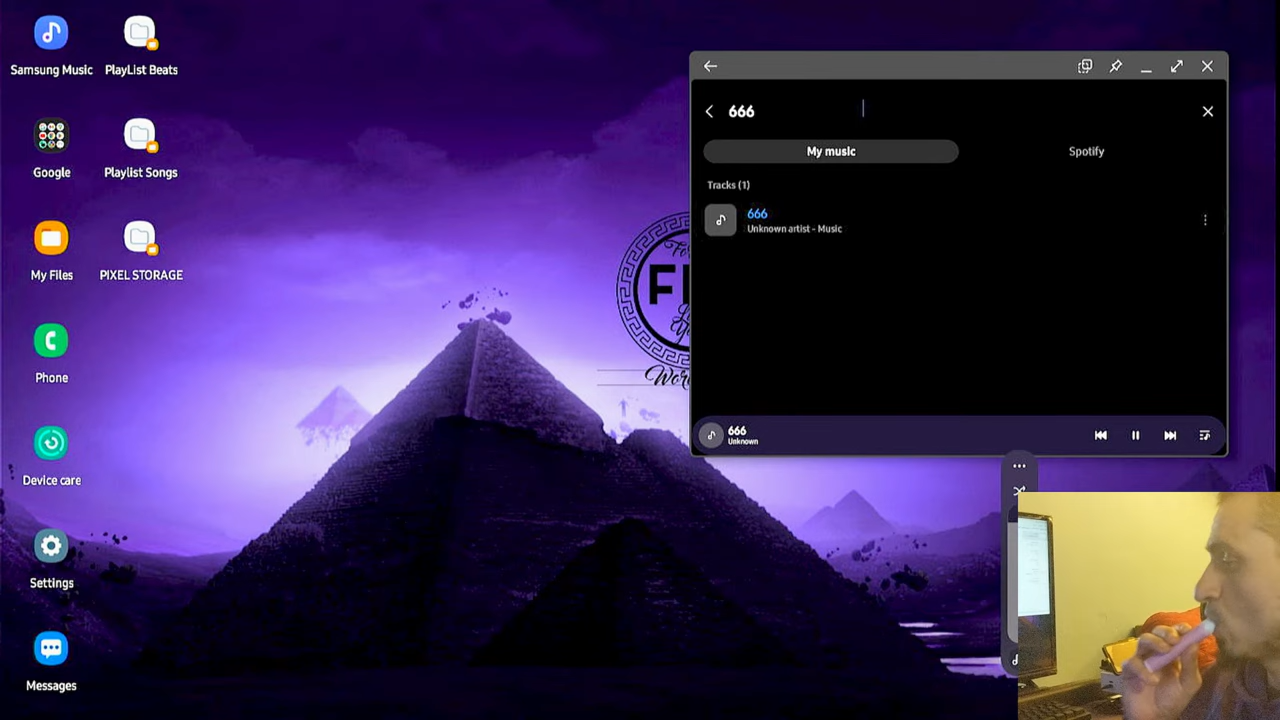 Samsung Music
PlayList Beats
Google
Playlist Songs
My Files
PIXEL STORAGE
Phone
Device care
Settings
Messages
666
My music
Spotify
Tracks (1)
666
Unknown artist - Music
666
Unknown